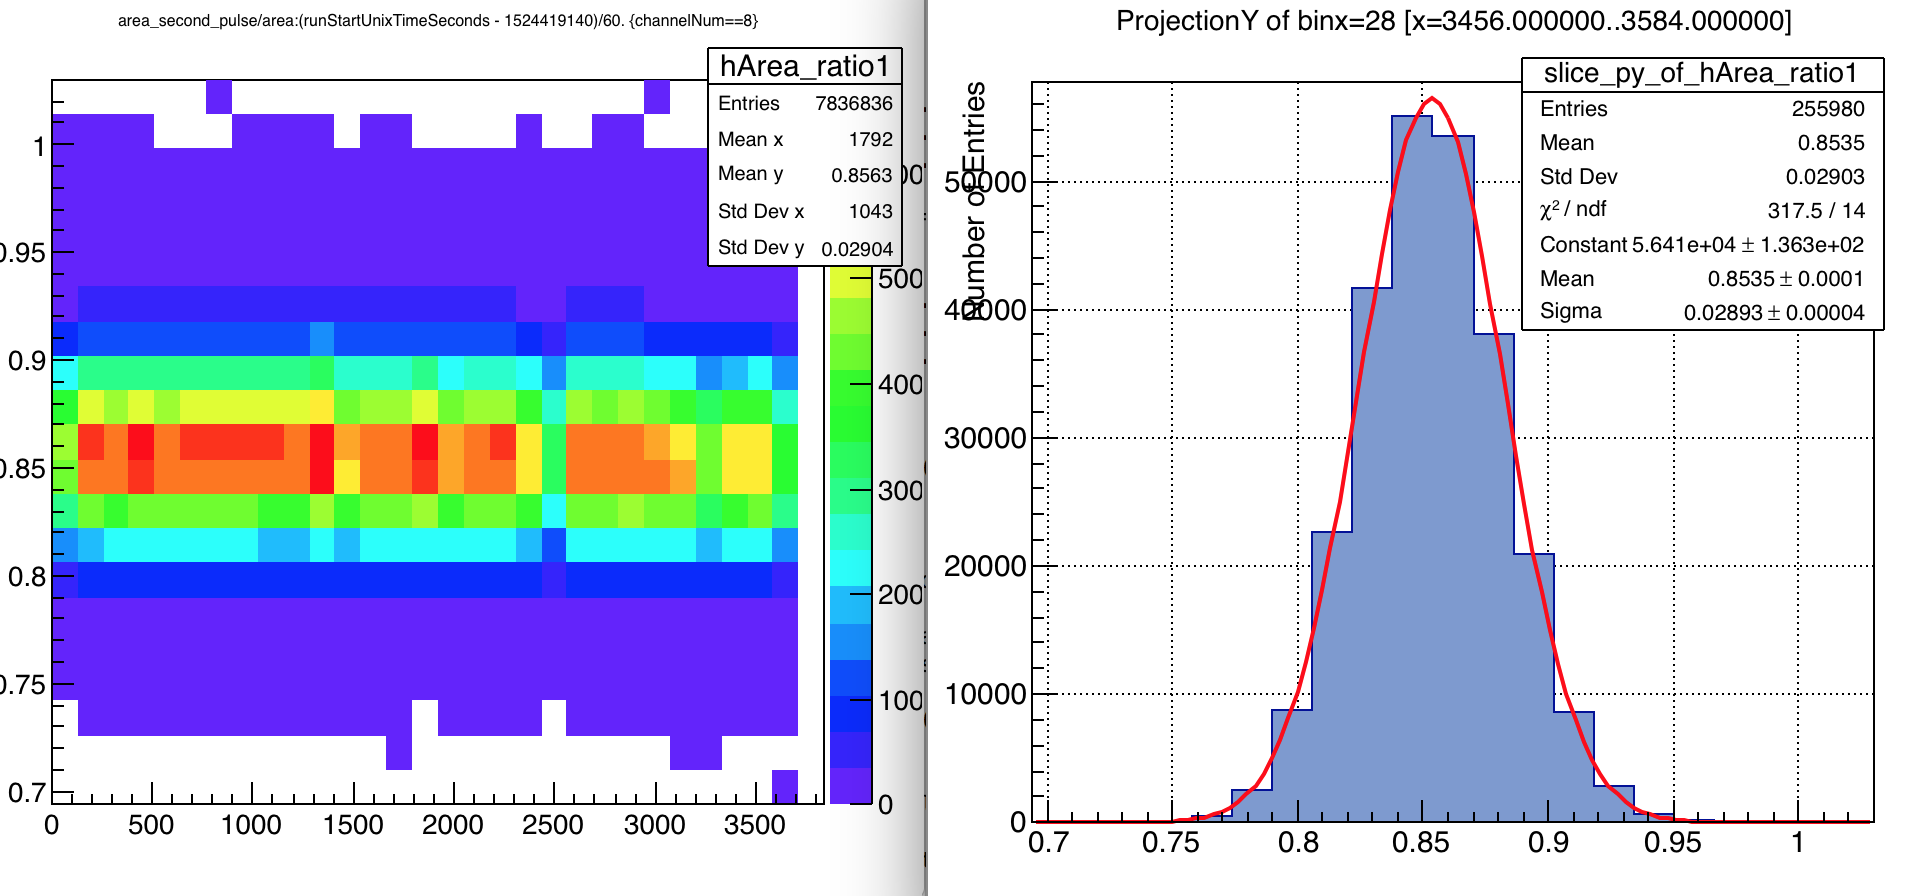 area_second_pulse/area:(runStartUnixTimeSeconds - 1524419140)/60. {channelNum==8}
hArea_ratio1
Entries 7836836
Mean x 1792
Mean y 0.8563
Std Dev x 1043
Std Dev y 0.02904
1
0.95
0.9
0.85
0.8
0.75
0.7
0 500 1000 1500 2000 2500 3000 3500
500
400
300
200
100
0
ProjectionY of binx=28 [x=3456.000000..3584.000000]
slice_py_of_hArea_ratio1
Entries 255980
Mean 0.8535
Std Dev 0.02903
χ² / ndf 317.5 / 14
Constant 5.641e+04 ± 1.363e+02
Mean 0.8535 ± 0.0001
Sigma 0.02893 ± 0.00004
Number of Entries
50000
40000
30000
20000
10000
0
0.7 0.75 0.8 0.85 0.9 0.95 1